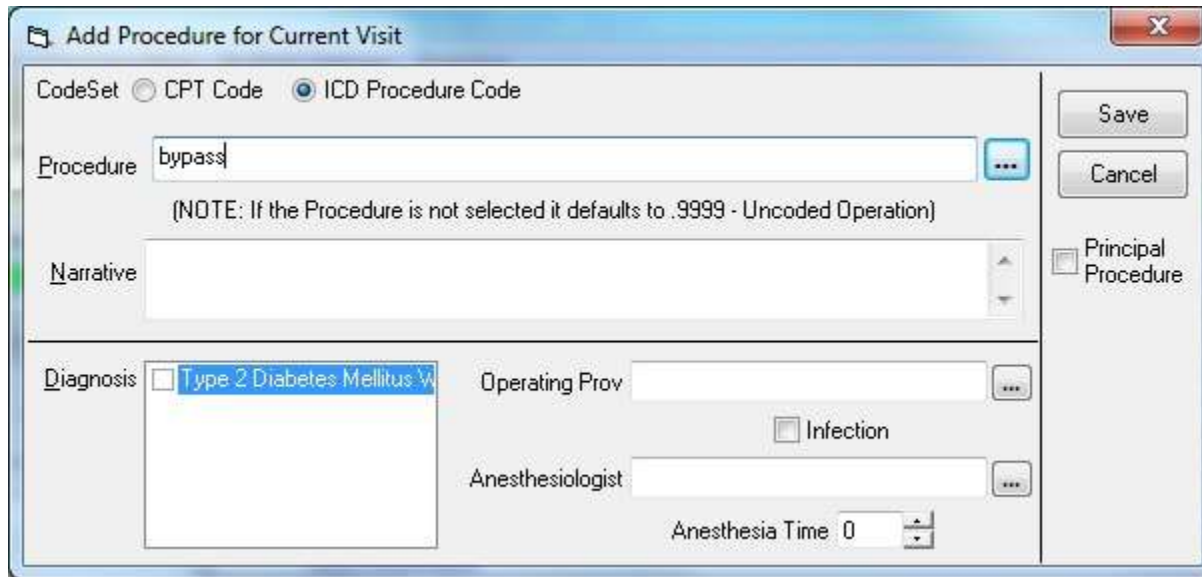 Add Procedure for Current Visit
CodeSet CPT Code ICD Procedure Code
Save
Procedure bypass ...
Cancel
(NOTE: If the Procedure is not selected it defaults to .9999 - Uncoded Operation)
Narrative
Principal
Procedure
Diagnosis Type 2 Diabetes Mellitus W
Operating Prov ...
Infection
Anesthesiologist ...
Anesthesia Time 0